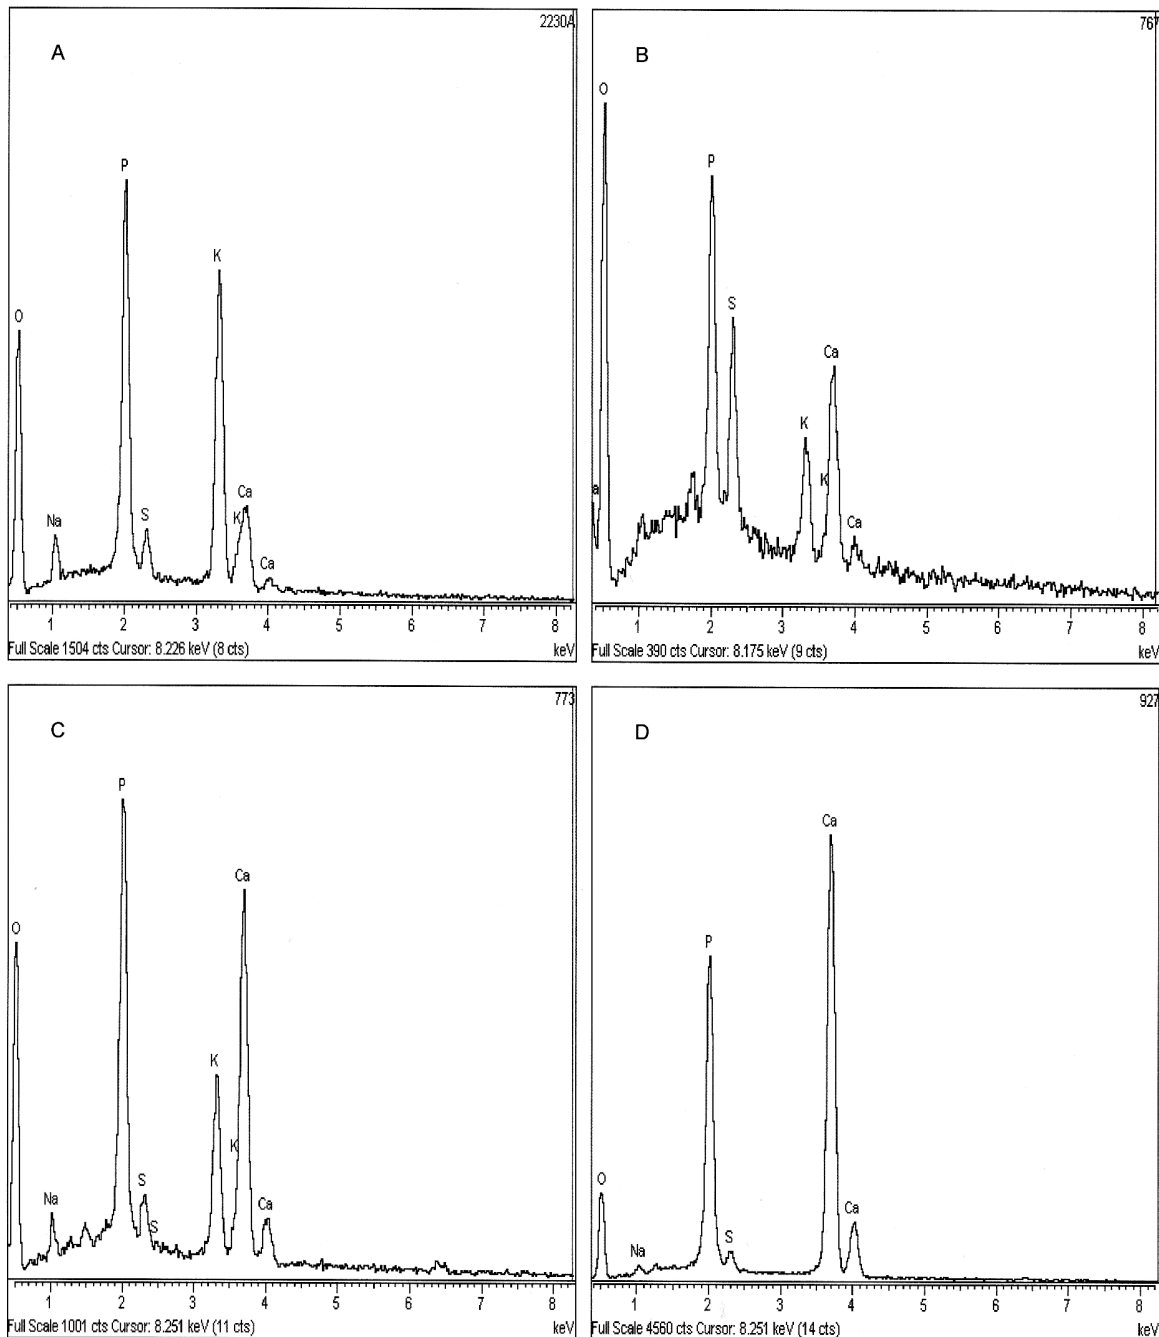 2230A
A
P
K
O
Na
S
K
Ca
Ca
1 2 3 4 5 6 7 8
Full Scale 1504 cts Cursor: 8.226 keV (8 cts) keV
767
B
O
P
S
Ca
K
K
a
Ca
1 2 3 4 5 6 7 8
Full Scale 390 cts Cursor: 8.175 keV (9 cts) keV
773
C
P
Ca
O
K
K
S
Na
Ca
S
1 2 3 4 5 6 7 8
Full Scale 1001 cts Cursor: 8.251 keV (11 cts) keV
927
D
Ca
P
O
Ca
S
Na
1 2 3 4 5 6 7 8
Full Scale 4560 cts Cursor: 8.251 keV (14 cts) keV